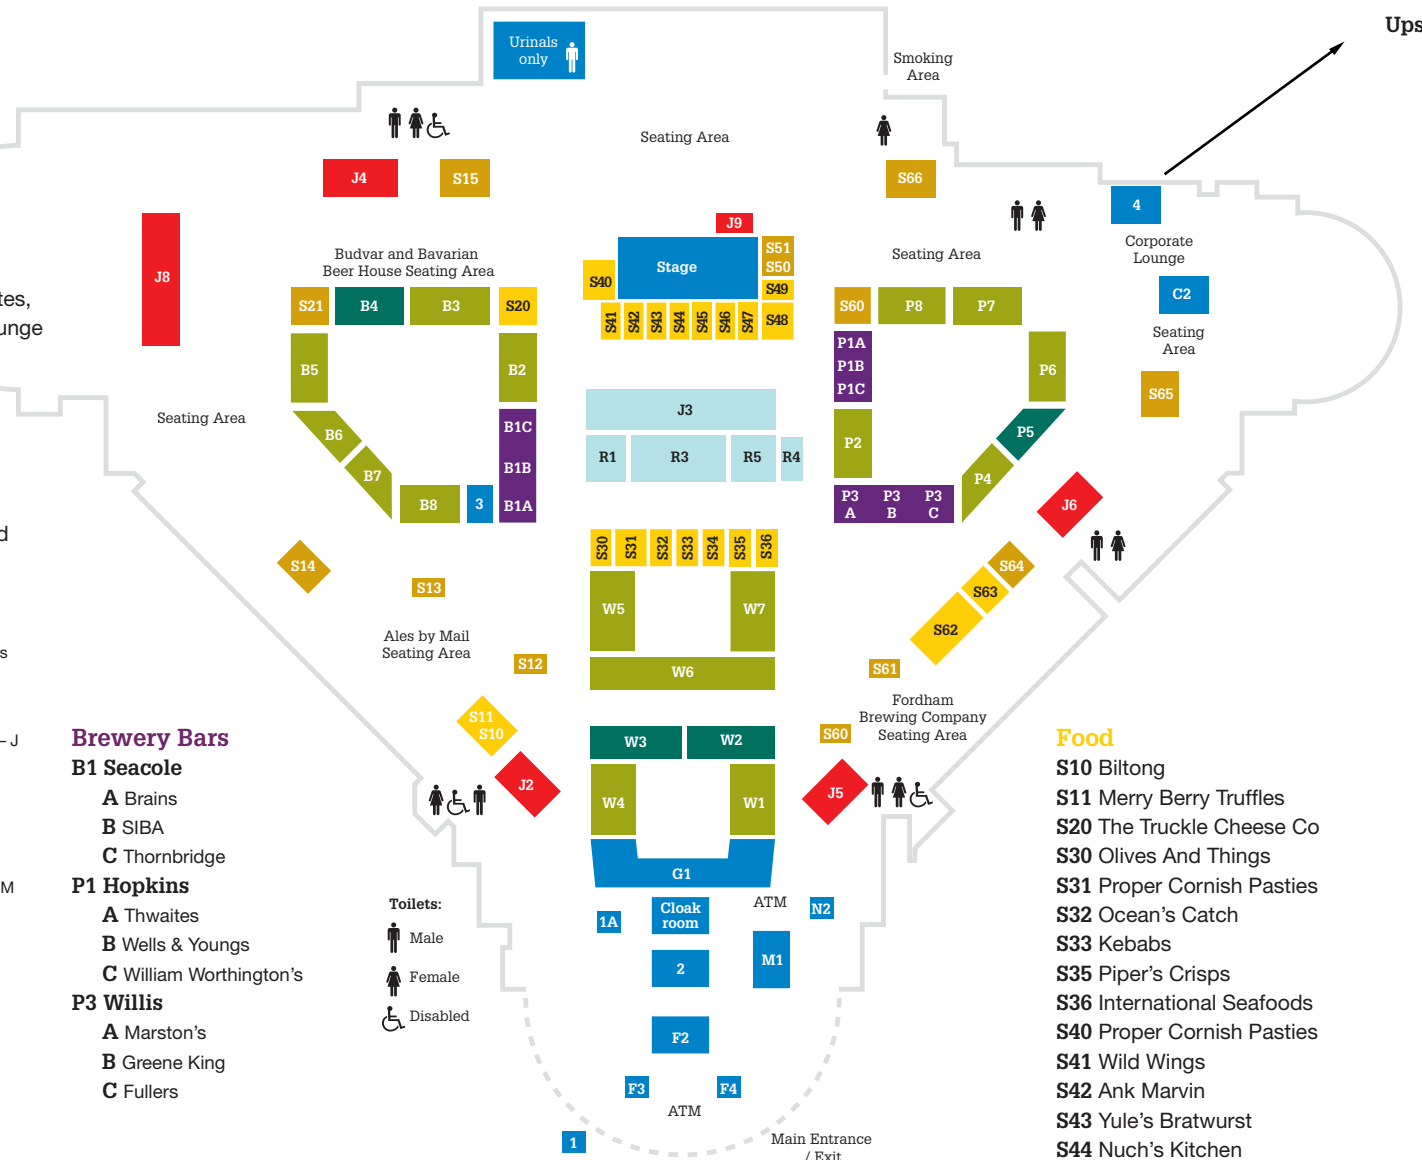 Ups
Urinals
only
Smoking
Area
Seating Area
J4
S15
S66
4
J9
J8
Budvar and Bavarian
Beer House Seating Area
Stage
S51
S50
S49
S40
Seating Area
Corporate
Lounge
C2
tes,
unge
S21
B4
B3
S20
S41
S42
S43
S44
S45
S46
S47
S48
S60
P8
P7
Seating
Area
B5
B2
P1A
P1B
P1C
P6
S65
Seating Area
J3
B6
B1C
P2
P5
R1
R3
R5
R4
B7
B1B
P4
B8
3
B1A
P3
A
P3
B
P3
C
J6
d
S14
S13
S30
S31
S32
S33
S34
S35
S36
S64
S63
W5
W7
S62
Ales by Mail
Seating Area
s
S12
W6
S61
Fordham
Brewing Company
Seating Area
S11
S10
W3
W2
S60
J2
W4
W1
J5
G1
Cloak
room
ATM
1A
N2
2
M1
F2
F3
F4
ATM
1
Main Entrance
/ Exit
– J
M
Brewery Bars
B1 Seacole
A Brains
B SIBA
C Thornbridge
P1 Hopkins
A Thwaites
B Wells & Youngs
C William Worthington's
P3 Willis
A Marston's
B Greene King
C Fullers
Toilets:
Male
Female
Disabled
Food
S10 Biltong
S11 Merry Berry Truffles
S20 The Truckle Cheese Co
S30 Olives And Things
S31 Proper Cornish Pasties
S32 Ocean's Catch
S33 Kebabs
S35 Piper's Crisps
S36 International Seafoods
S40 Proper Cornish Pasties
S41 Wild Wings
S42 Ank Marvin
S43 Yule's Bratwurst
S44 Nuch's Kitchen